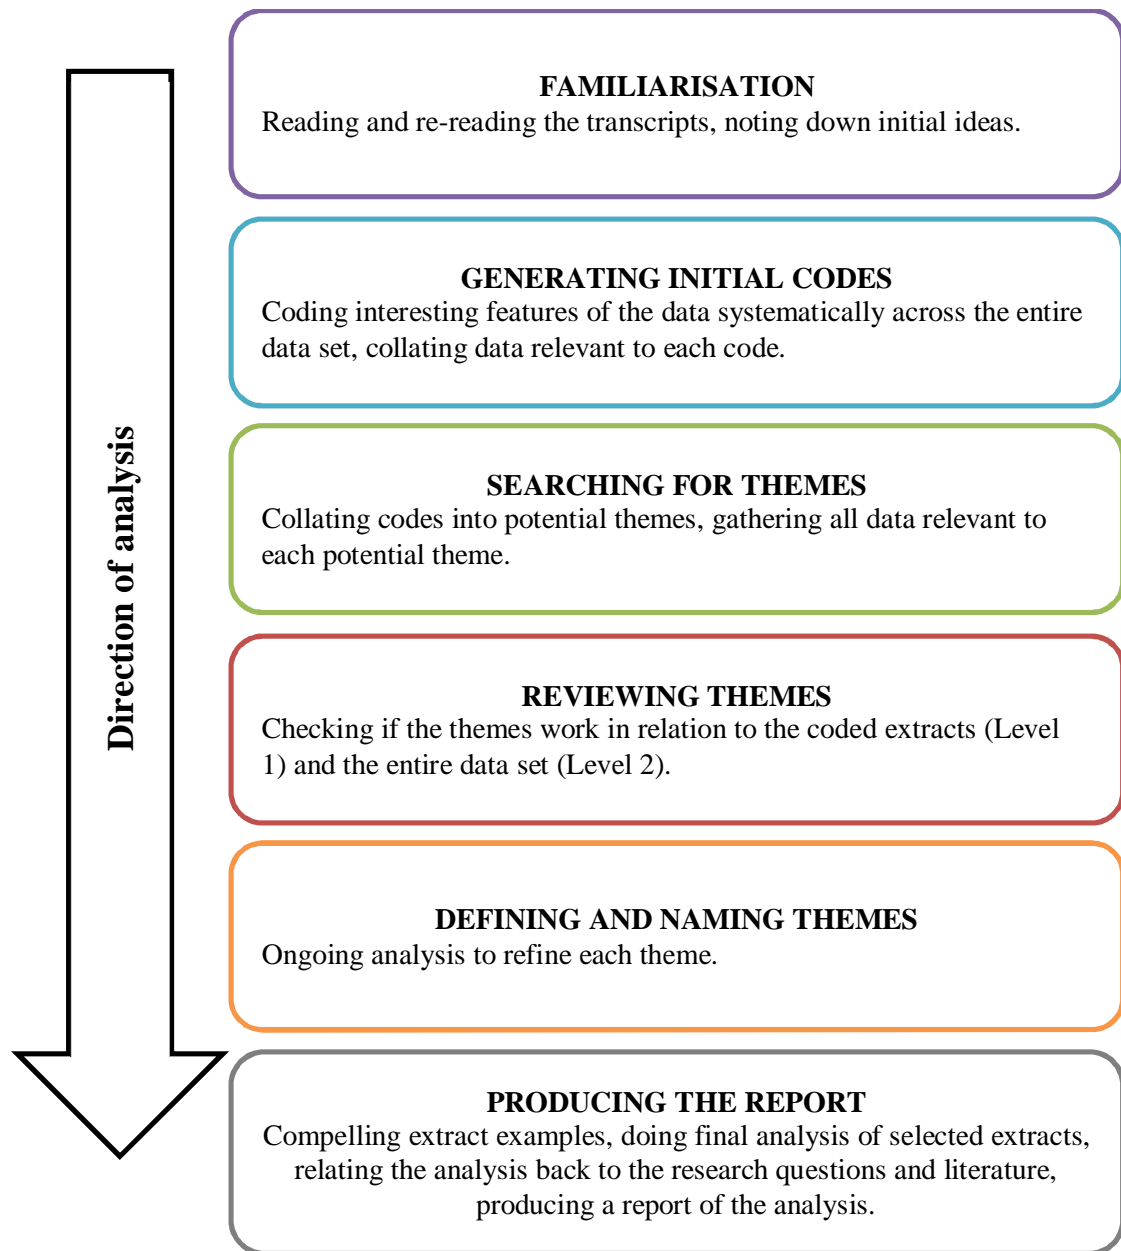 FAMILIARISATION
Reading and re-reading the transcripts, noting down initial ideas.
GENERATING INITIAL CODES
Coding interesting features of the data systematically across the entire
data set, collating data relevant to each code.
SEARCHING FOR THEMES
Collating codes into potential themes, gathering all data relevant to
each potential theme.
REVIEWING THEMES
Checking if the themes work in relation to the coded extracts (Level
1) and the entire data set (Level 2).
DEFINING AND NAMING THEMES
Ongoing analysis to refine each theme.
PRODUCING THE REPORT
Compelling extract examples, doing final analysis of selected extracts,
relating the analysis back to the research questions and literature,
producing a report of the analysis.
Direction of analysis